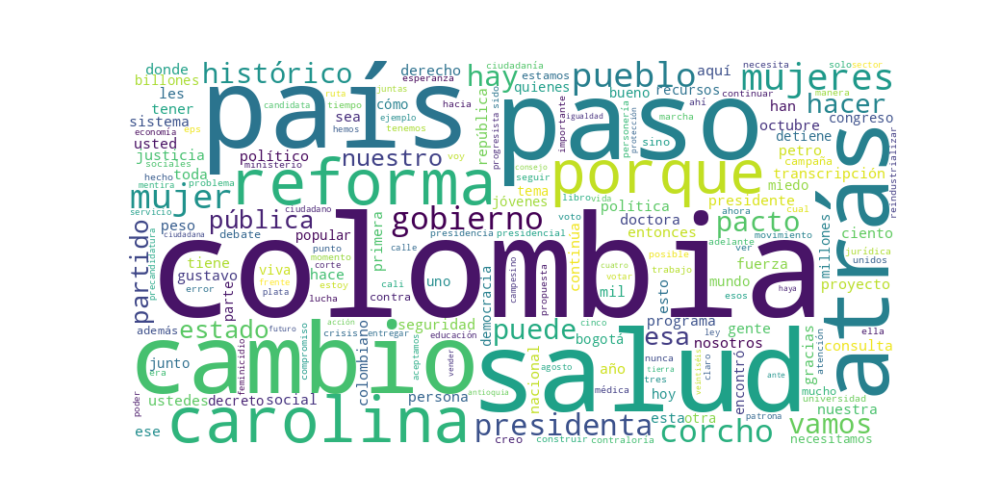 donde
histórico
derecho
esperanza
hay
ciudadanía
pueblo
aquí
mujeres
solo
sector
necesita
billones
país
candidata
ruta
tiempo
juntas
cómo
hacia
estamos
quienes
bueno
recursos
paso
ahí
continuar
manera
les
tener
ejemplo
sea
hemos
tenemos
república
progresista
sido
importante
igualdad
personería
protección
marcha
han
hacer
sistema
usted
economía
eps
octubre
congreso
detiene
sino
petro
campaña
atrás
reindustrializar
justicia
sociales
político
ministerio
nuestro
voy
consejo
seguir
porque
miedo
transcripción
toda
hecho
mentira
problema
mujer
reforma
tema
jóvenes
libro
vida
presidente
ahora
cual
servicio
ciudadana
precandidatura
partido
peso
pública
ciudadano
debate
popular
primera
gobierno
voto
política
doctora
pacto
millones
ciento
jurídica
unidos
presidencia
presidencial
entonces
continua
movimiento
adelante
ver
tiene
gustavo
error
parte
viva
frente
plata
punto
momento
corte
hace
estoy
calle
cali
contra
uno
colombia
campesino
propuesta
cuatro
votar
posible
trabajo
mil
esto
mundo
esos
fuerza
haya
proyecto
lucha
democracia
además
estado
crisis
entregar
seguridad
puede
cinco
bogotá
programa
esa
gente
nosotros
ley
ella
consulta
gracias
atención
junto
era
cambio
futuro
acción
feminicidio
compromiso
colombiano
aceptamos
educación
vender
salud
nacional
agosto
año
médica
hoy
nunca
tierra
tres
claro
veintiséis
encontró
ante
mucho
universidad
nuestra
poder
ustedes
decreto
social
persona
antioquia
esta
otra
patrona
ese
carolina
creo
presidenta
construir
contraloría
corcho
vamos
necesitamos